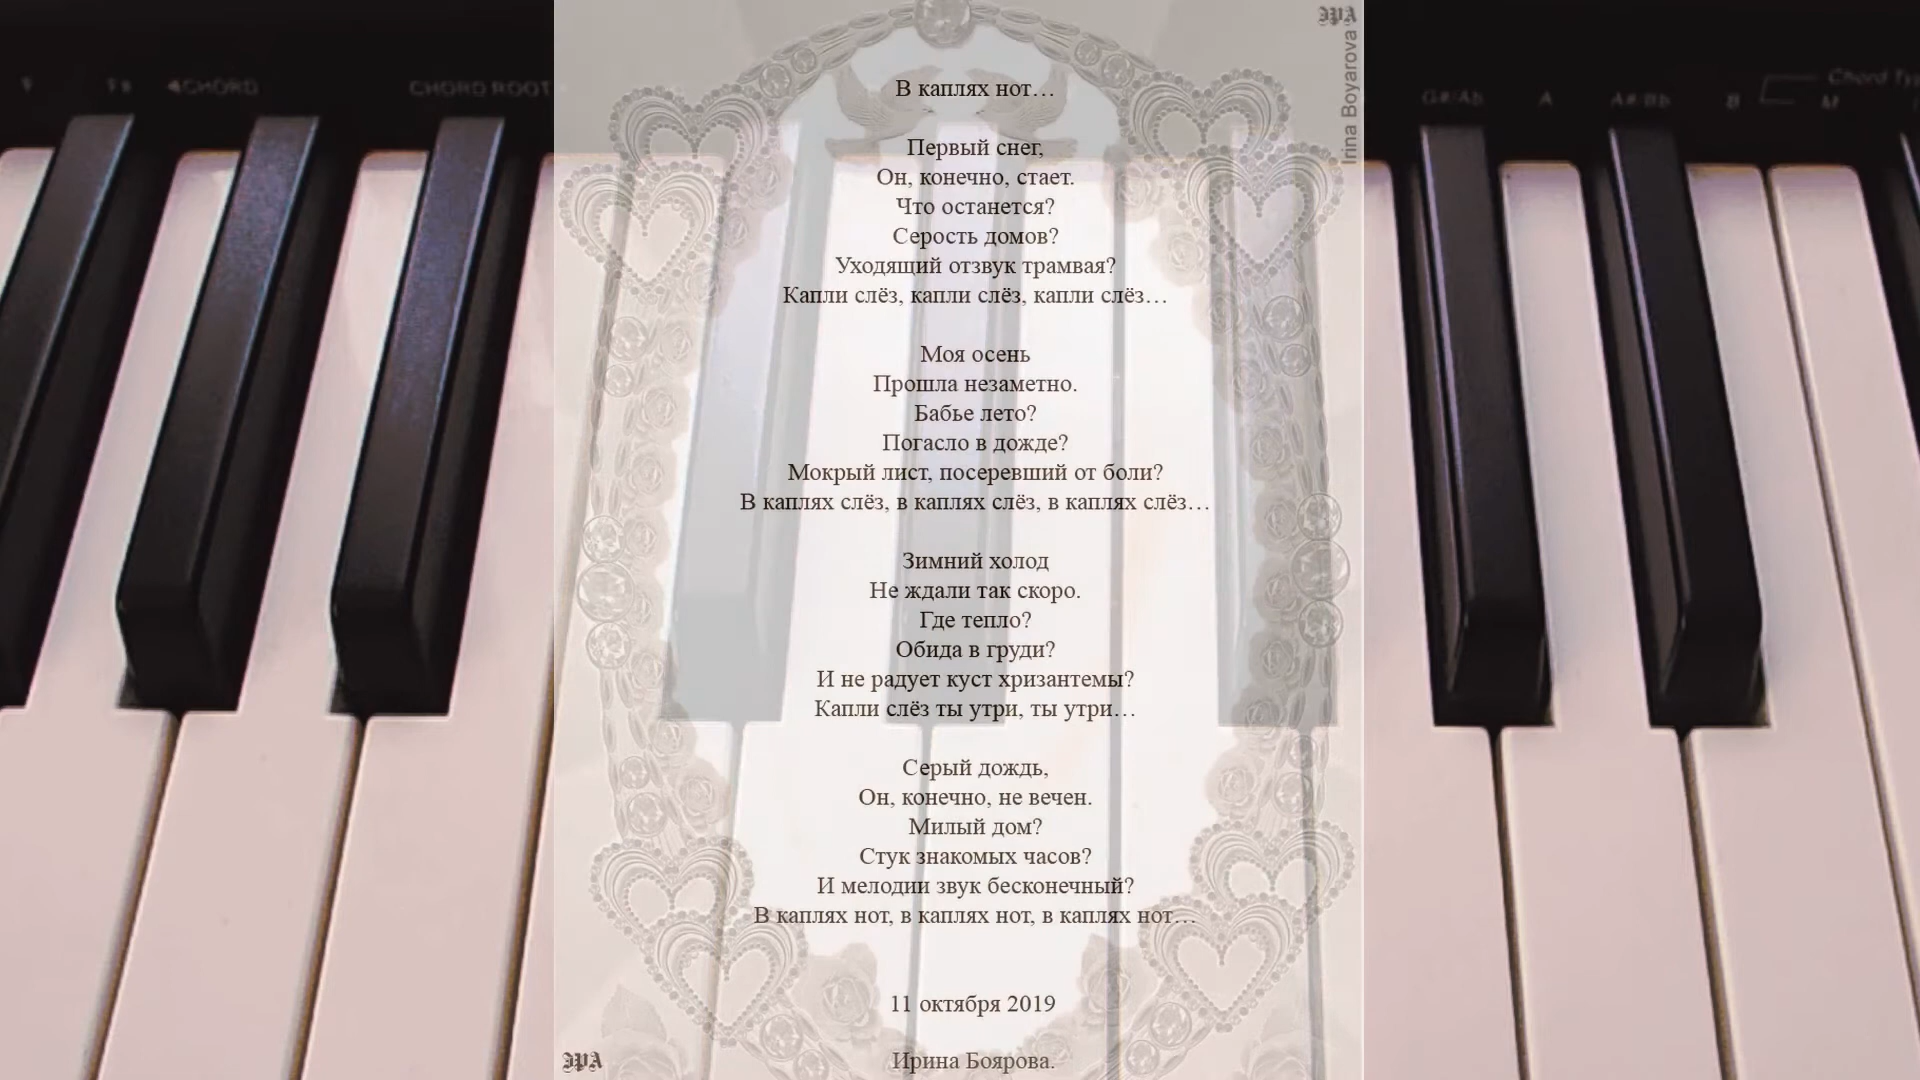 ИРА
Irina Boyarova
◄CHORD
CHORD ROOT
G#/Ab
A
A#/Bb
B
M
Chord Ty
В каплях нот…
Первый снег,
Он, конечно, стает.
Что останется?
Серость домов?
Уходящий отзвук трамвая?
Капли слёз, капли слёз, капли слёз…
Моя осень
Прошла незаметно.
Бабье лето?
Погасло в дожде?
Мокрый лист, посеревший от боли?
В каплях слёз, в каплях слёз, в каплях слёз…
Зимний холод
Не ждали так скоро.
Где тепло?
Обида в груди?
И не радует куст хризантемы?
Капли слёз ты утри, ты утри…
Серый дождь,
Он, конечно, не вечен.
Милый дом?
Стук знакомых часов?
И мелодии звук бесконечный?
В каплях нот, в каплях нот, в каплях нот…
11 октября 2019
Ирина Боярова.
ИРА